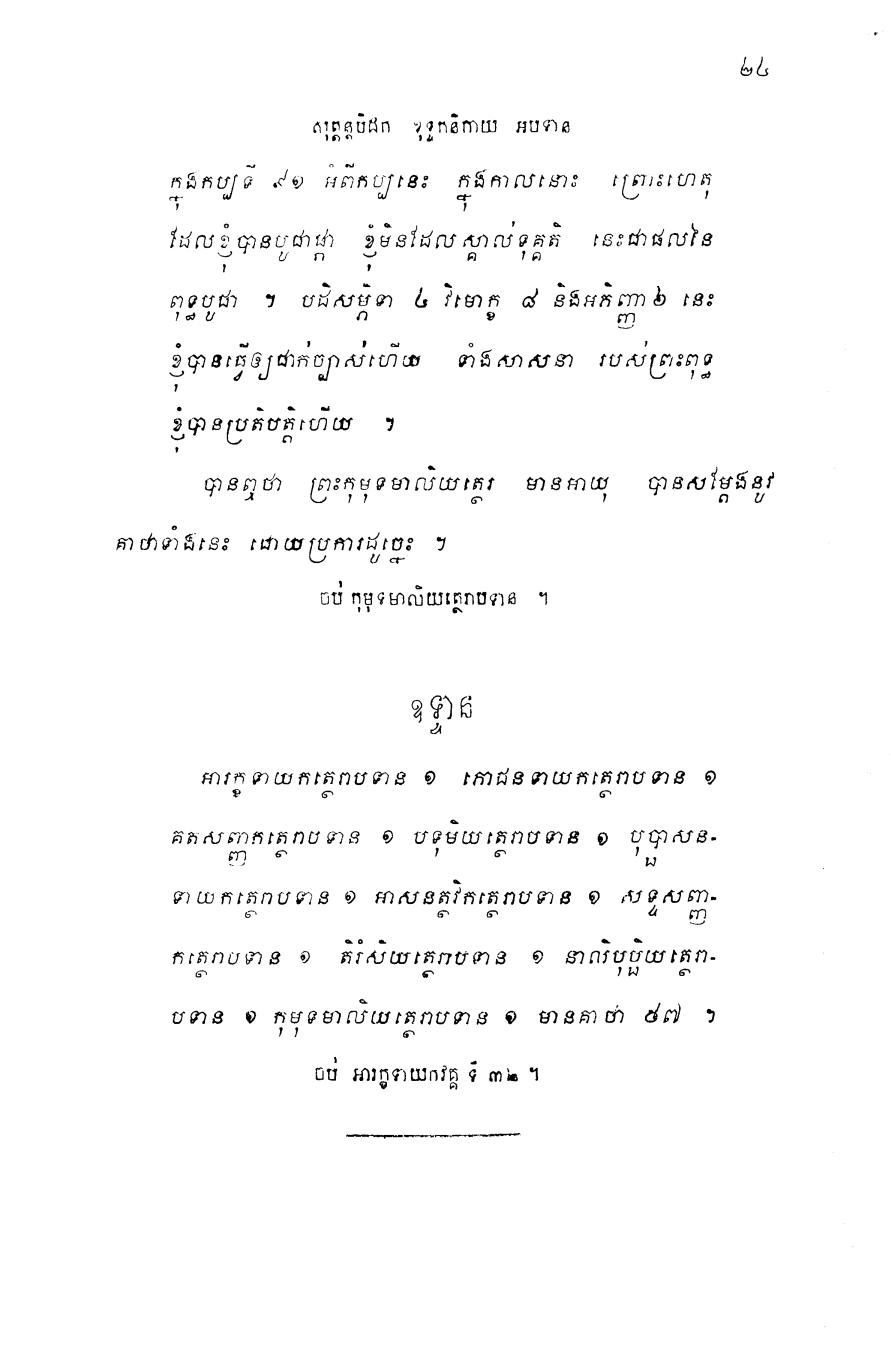 ២៤
សុត្តន្តបិដក ខុទ្ទកនិកាយ អបទាន
ក្នុងកប្បទី ៩១ អំពីកប្បនេះ ក្នុងកាលនោះ ព្រោះហេតុ
ដែលខ្ញុំបានបូជាផ្កា ខ្ញុំមិនដែលស្គាល់ទុគ្គតិ នេះជាផលនៃ
ពុទ្ធបូជា ។ បដិសម្ភិទា ៤ វិមោក្ខ ៨ និងអភិញ្ញា ៦ នេះ
ខ្ញុំបានធ្វើឲ្យជាក់ច្បាស់ហើយ ទាំងសាសនា របស់ព្រះពុទ្ធ
ខ្ញុំបានប្រតិបត្តិហើយ ។
បានឮថា ព្រះកុមុទមាលិយត្ថេរ មានអាយុ បានសម្តែងនូវ
គាថាទាំងនេះ ដោយប្រការដូច្នេះ ។
ចប់ កុមុទមាលិយត្ថេរាបទាន ។
ឧទ្ទាន
អារក្ខទាយកត្ថេរាបទាន ១ ភោជនទាយកត្ថេរាបទាន ១
គតសញ្ញកត្ថេរាបទាន ១ បទុមិយត្ថេរាបទាន ១ បុប្ផាសន-
ទាយកត្ថេរាបទាន ១ អាសនត្ថវិកត្ថេរាបទាន ១ សទ្ទសញ្ញ-
កត្ថេរាបទាន ១ តិរំសិយត្ថេរាបទាន ១ នាលិបុប្ផិយត្ថេរា-
បទាន ១ កុមុទមាលិយត្ថេរាបទាន ១ មានគាថា ៥៧ ។
ចប់ អារក្ខទាយកវគ្គ ទី ៣២ ។